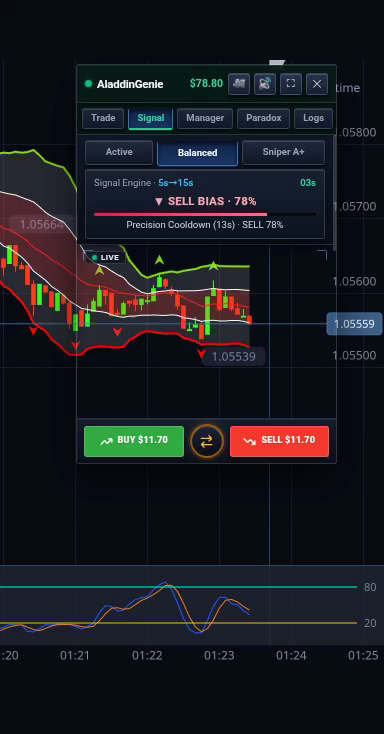 AladdinGenie $78.80
time
Trade Signal Manager Paradox Logs
1.05800
Active Balanced Sniper A+
Signal Engine · 5s→15s 03s
▼ SELL BIAS · 78%
1.05700
1.05664
Precision Cooldown (13s) · SELL 78%
LIVE
1.05600
1.05559
1.05539
1.05500
BUY $11.70 ⇄ SELL $11.70
80
20
:20 01:21 01:22 01:23 01:24 01:25